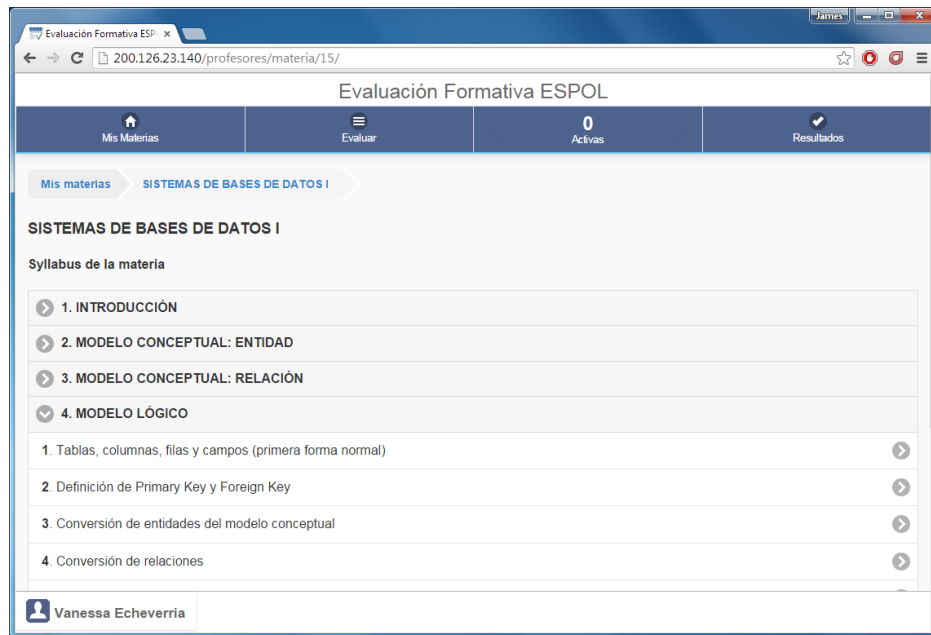 James
Evaluación Formativa ESP
200.126.23.140/profesores/materia/15/
Evaluación Formativa ESPOL
Mis Materias
Evaluar
0
Activas
Resultados
Mis materias
SISTEMAS DE BASES DE DATOS I
SISTEMAS DE BASES DE DATOS I
Syllabus de la materia
1. INTRODUCCIÓN
2. MODELO CONCEPTUAL: ENTIDAD
3. MODELO CONCEPTUAL: RELACIÓN
4. MODELO LÓGICO
1. Tablas, columnas, filas y campos (primera forma normal)
2. Definición de Primary Key y Foreign Key
3. Conversión de entidades del modelo conceptual
4. Conversión de relaciones
Vanessa Echeverria